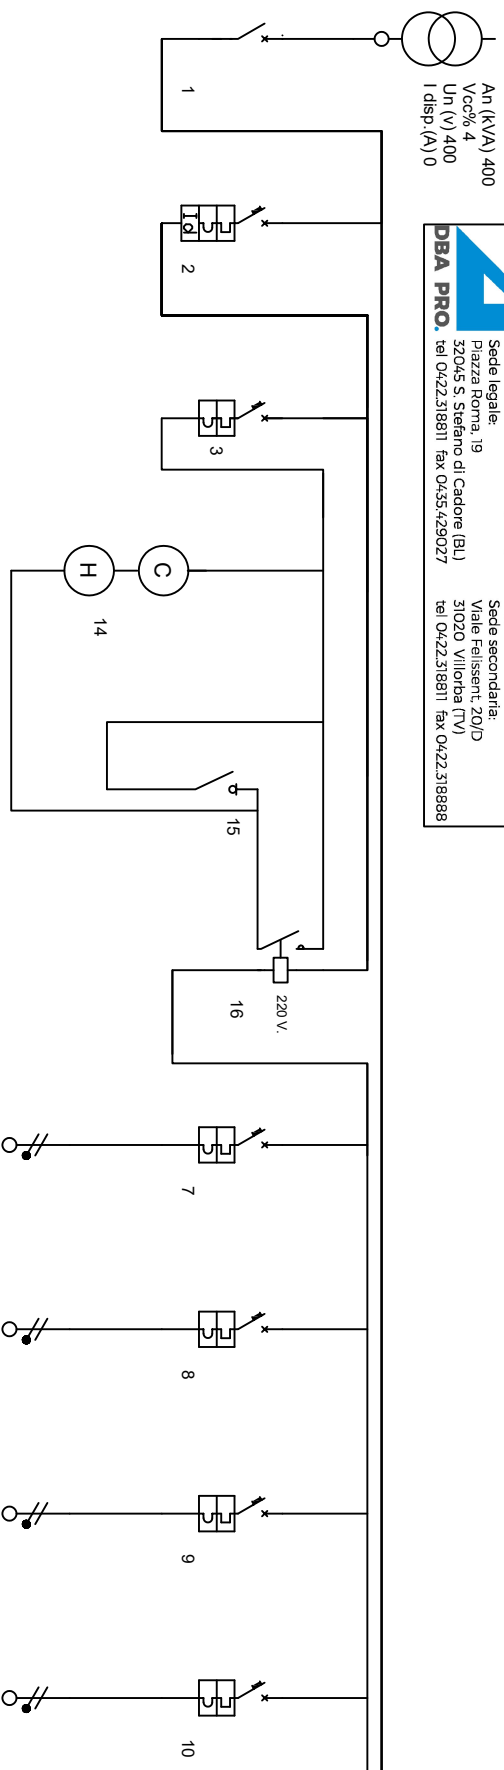 An (kVA) 400
Vcc% 4
Un (v) 400
I disp.(A) 0
DBA PRO.
Sede legale:
Piazza Roma, 19
32045 S. Stefano di Cadore (BL)
tel 0422.318811 fax 0435.429027
Sede secondaria:
Viale Felissent, 20/D
31020 Villorba (TV)
tel 0422.318811 fax 0422.318888
1
Id
2
3
C
H
14
15
220 V.
16
7
8
9
10